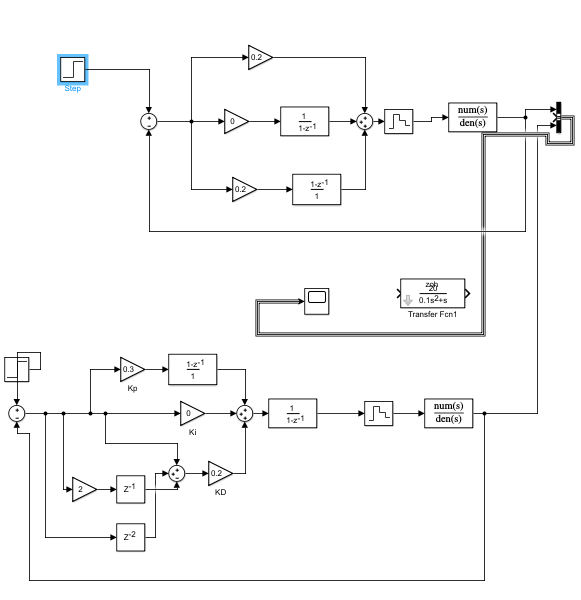 0.2
Step
+
−
0
1
1-z-1
+
+
+
num(s)
den(s)
0.2
1-z-1
1
20
0.1s2+s
Transfer Fcn1
0.3
Kp
1-z-1
1
+
−
0
Ki
+
+
+
1
1-z-1
num(s)
den(s)
2
Z-1
+
+
−
0.2
KD
Z-2